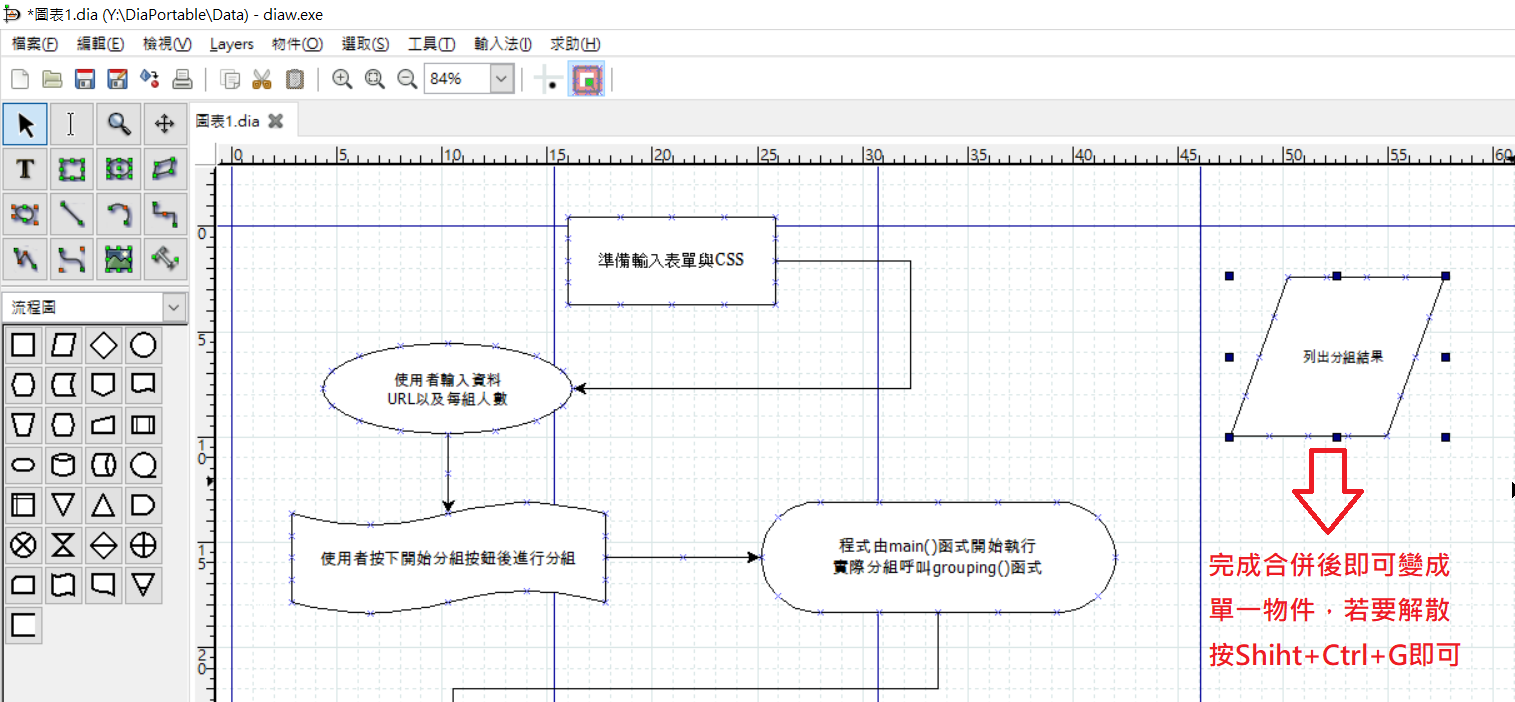 *圖表1.dia (Y:\DiaPortable\Data) - diaw.exe
檔案(F) 編輯(E) 檢視(V) Layers 物件(O) 選取(S) 工具(T) 輸入法(I) 求助(H)
84%
圖表1.dia
T
流程圖
0 5 10 15 20 25 30 35 40 45 50 55 60
0
5
10
15
20
準備輸入表單與CSS
使用者輸入資料
URL以及每組人數
使用者按下開始分組按鈕後進行分組
程式由main()函式開始執行
實際分組呼叫grouping()函式
列出分組結果
完成合併後即可變成
單一物件，若要解散
按Shiht+Ctrl+G即可